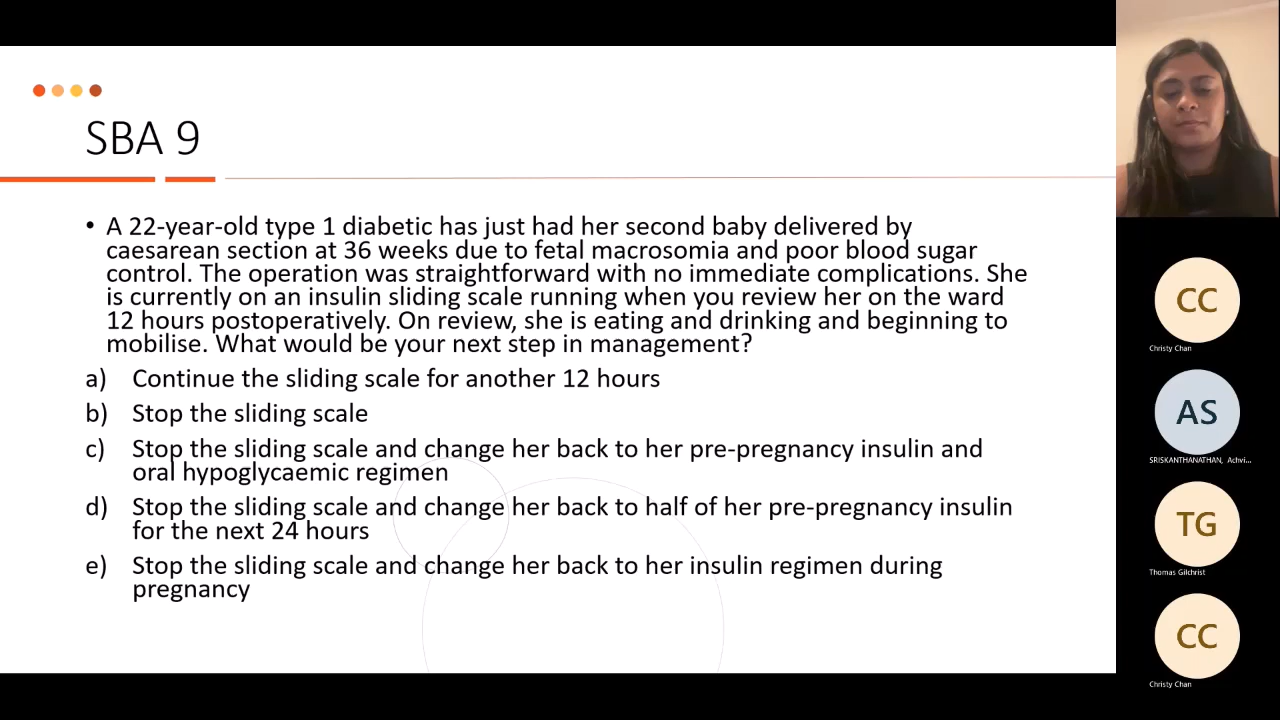 SBA 9
• A 22-year-old type 1 diabetic has just had her second baby delivered by
caesarean section at 36 weeks due to fetal macrosomia and poor blood sugar
control. The operation was straightforward with no immediate complications. She
is currently on an insulin sliding scale running when you review her on the ward
12 hours postoperatively. On review, she is eating and drinking and beginning to
mobilise. What would be your next step in management?
a) Continue the sliding scale for another 12 hours
b) Stop the sliding scale
c) Stop the sliding scale and change her back to her pre-pregnancy insulin and
oral hypoglycaemic regimen
d) Stop the sliding scale and change her back to half of her pre-pregnancy insulin
for the next 24 hours
e) Stop the sliding scale and change her back to her insulin regimen during
pregnancy
CC
Christy Chan
AS
SRISKANTHANATHAN, Achvi...
TG
Thomas Gilchrist
CC
Christy Chan